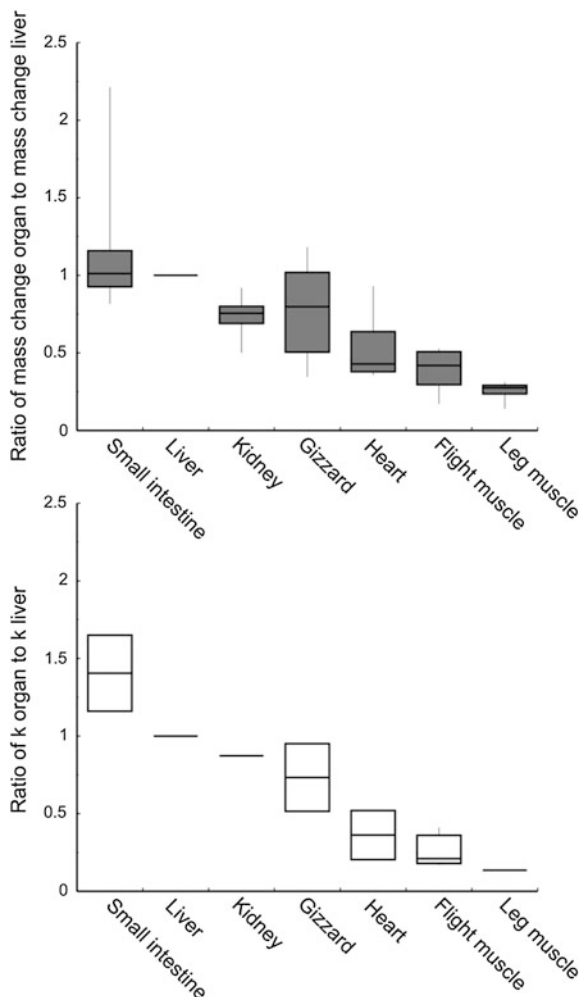 Ratio of mass change organ to mass change liver
2.5
2
1.5
1
0.5
0
Small intestine
Liver
Kidney
Gizzard
Heart
Flight muscle
Leg muscle
Ratio of k organ to k liver
2.5
2
1.5
1
0.5
0
Small intestine
Liver
Kidney
Gizzard
Heart
Flight muscle
Leg muscle